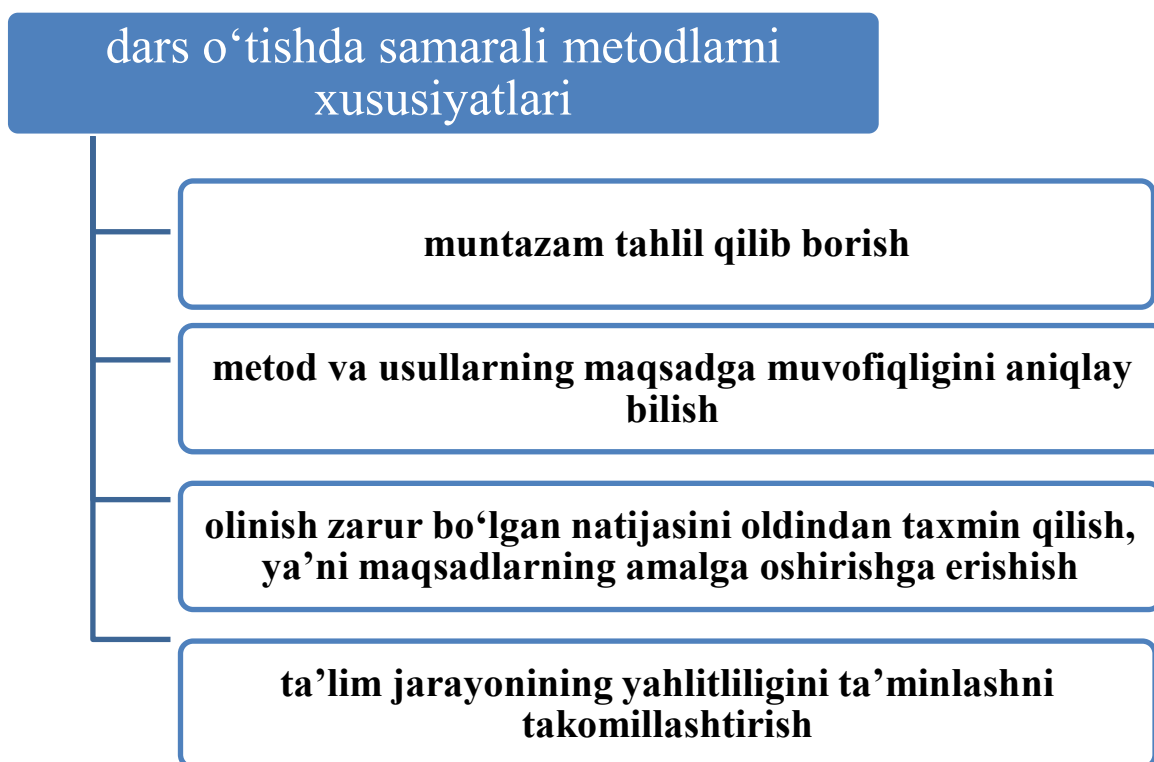 dars o‘tishda samarali metodlarni
xususiyatlari
muntazam tahlil qilib borish
metod va usullarning maqsadga muvofiqligini aniqlay
bilish
olinish zarur bo‘lgan natijasini oldindan taxmin qilish,
ya’ni maqsadlarning amalga oshirishga erishish
ta’lim jarayonining yahlitliligini ta’minlashni
takomillashtirish